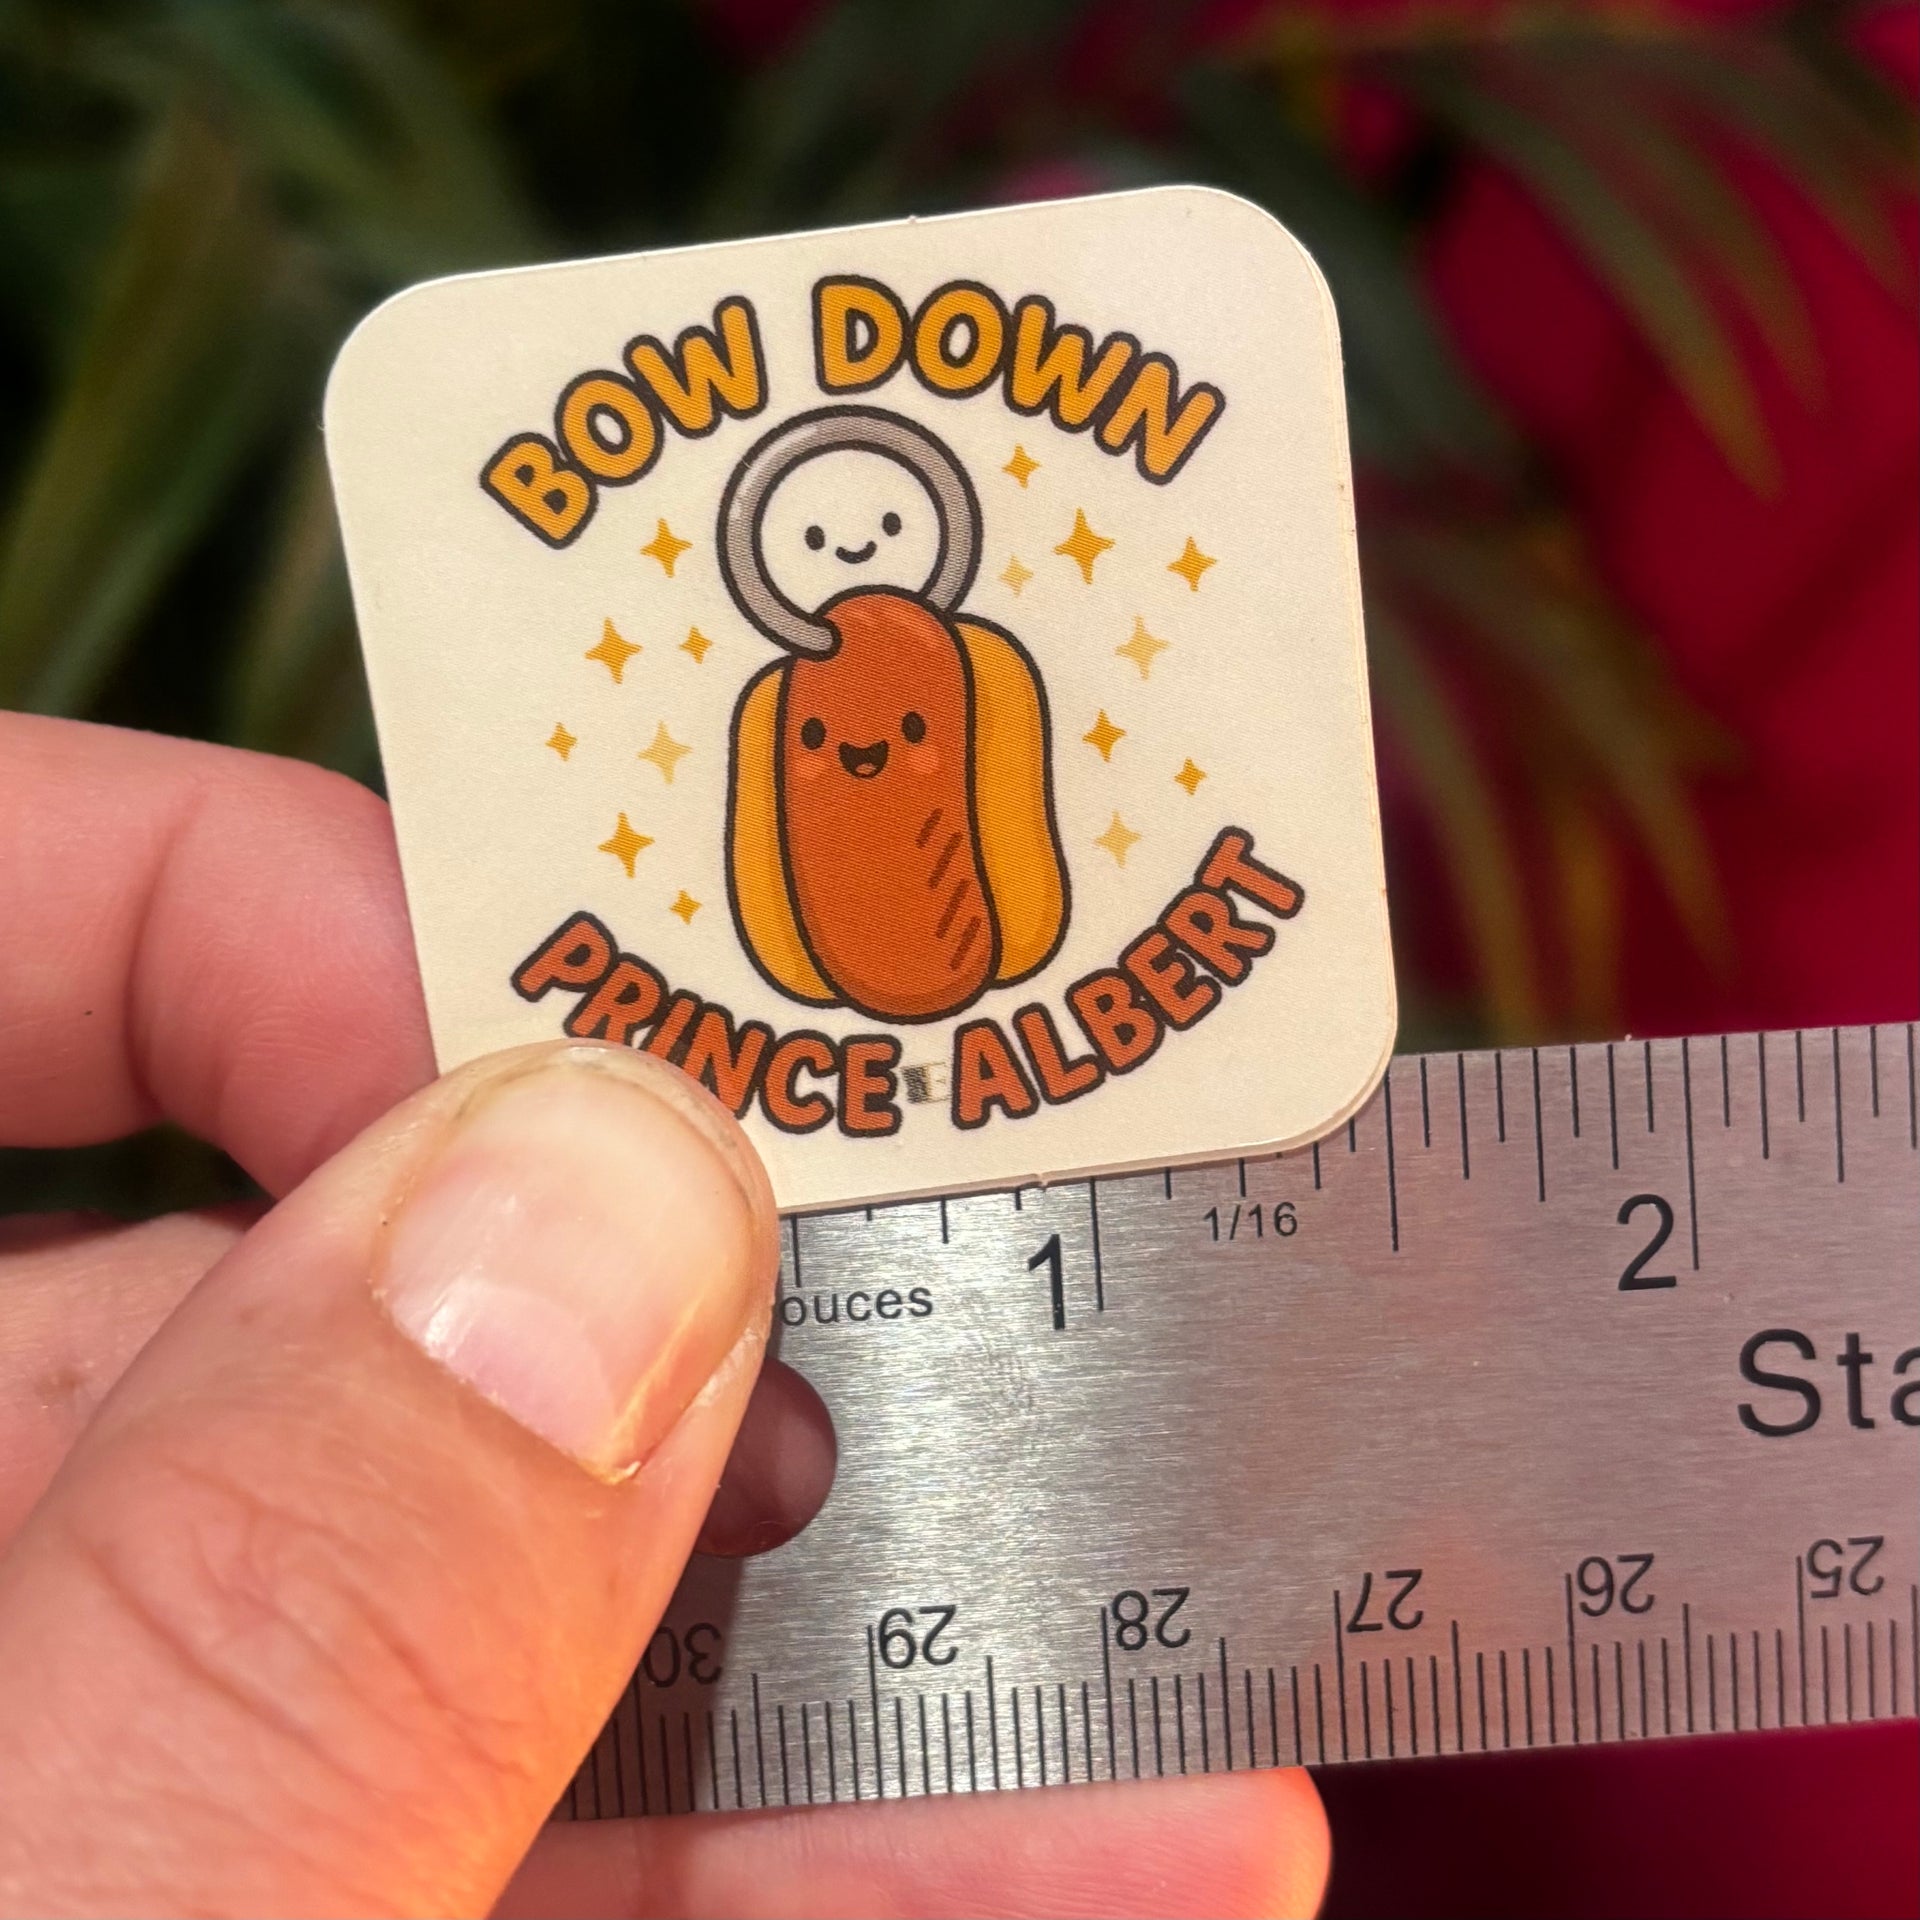 BOW DOWN
PRINCE ALBERT
1/16
1
2
ouces
Sta
30
29
28
27
26
25